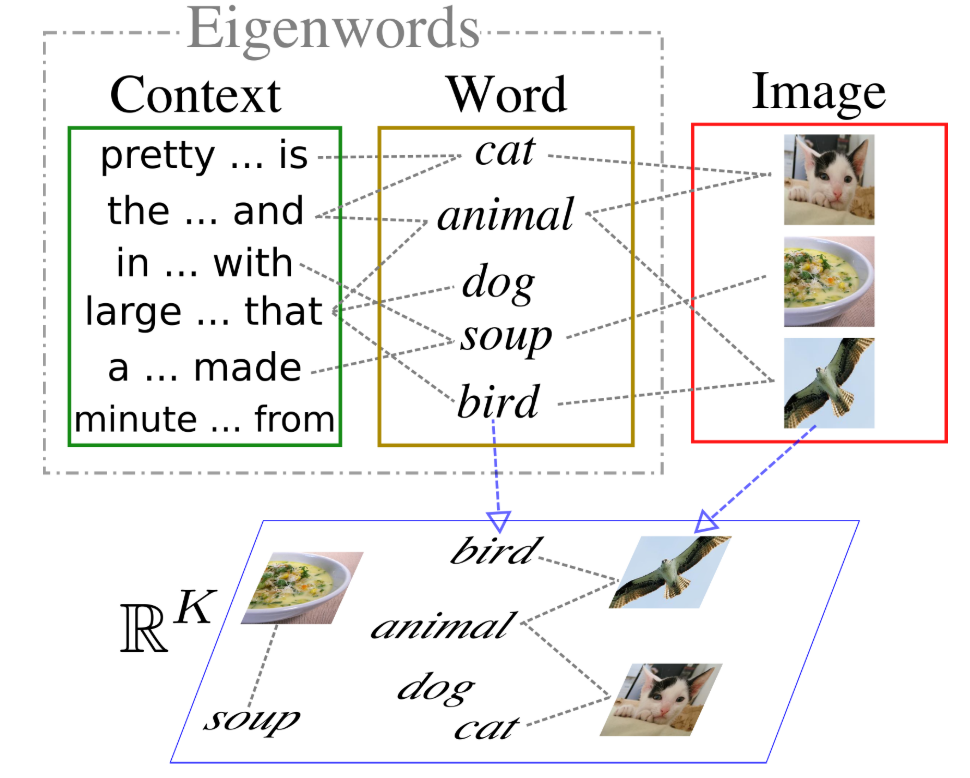 Eigenwords
Context
Word
Image
pretty ... is
the ... and
in ... with
large ... that
a ... made
minute ... from
cat
animal
dog
soup
bird
ℝ^K
bird
animal
dog
cat
soup